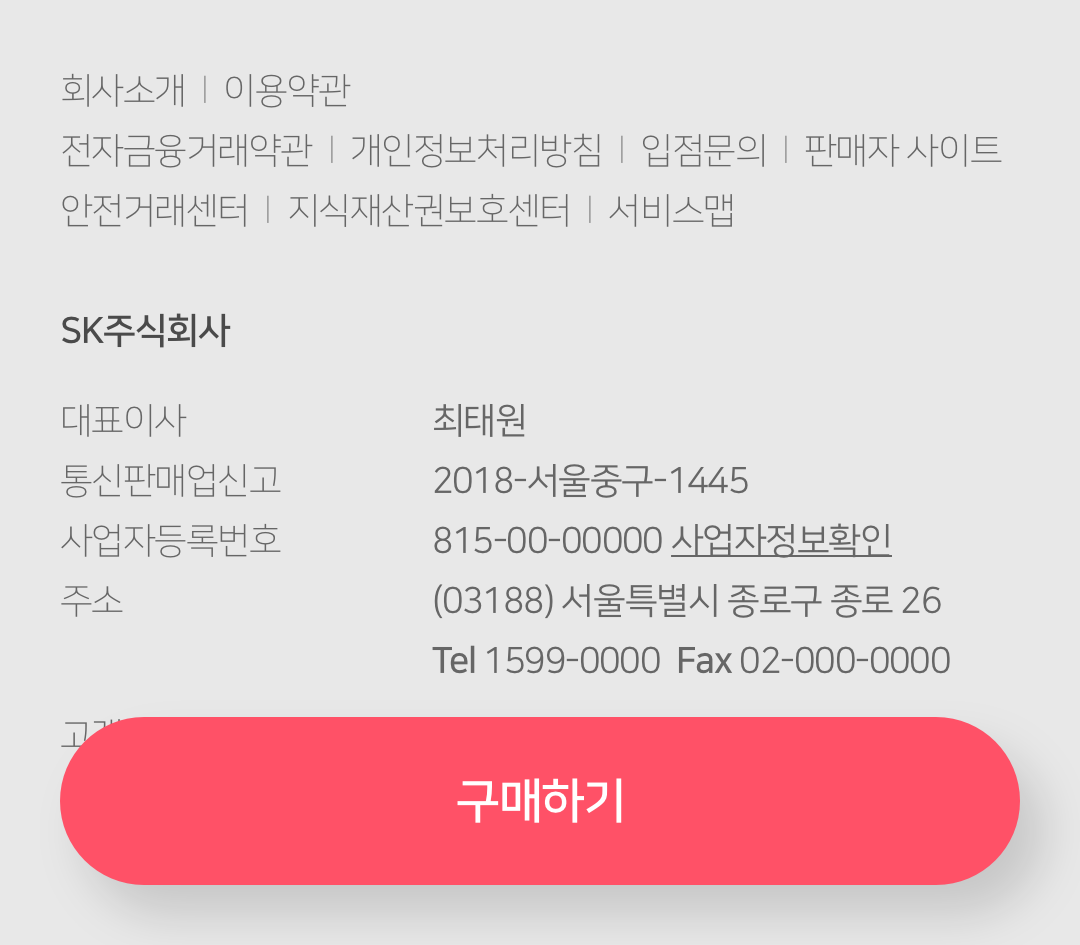 회사소개 | 이용약관
전자금융거래약관 | 개인정보처리방침 | 입점문의 | 판매자 사이트
안전거래센터 | 지식재산권보호센터 | 서비스맵
SK주식회사
대표이사 최태원
통신판매업신고 2018-서울중구-1445
사업자등록번호 815-00-00000 사업자정보확인
주소 (03188) 서울특별시 종로구 종로 26
Tel 1599-0000 Fax 02-000-0000
구매하기